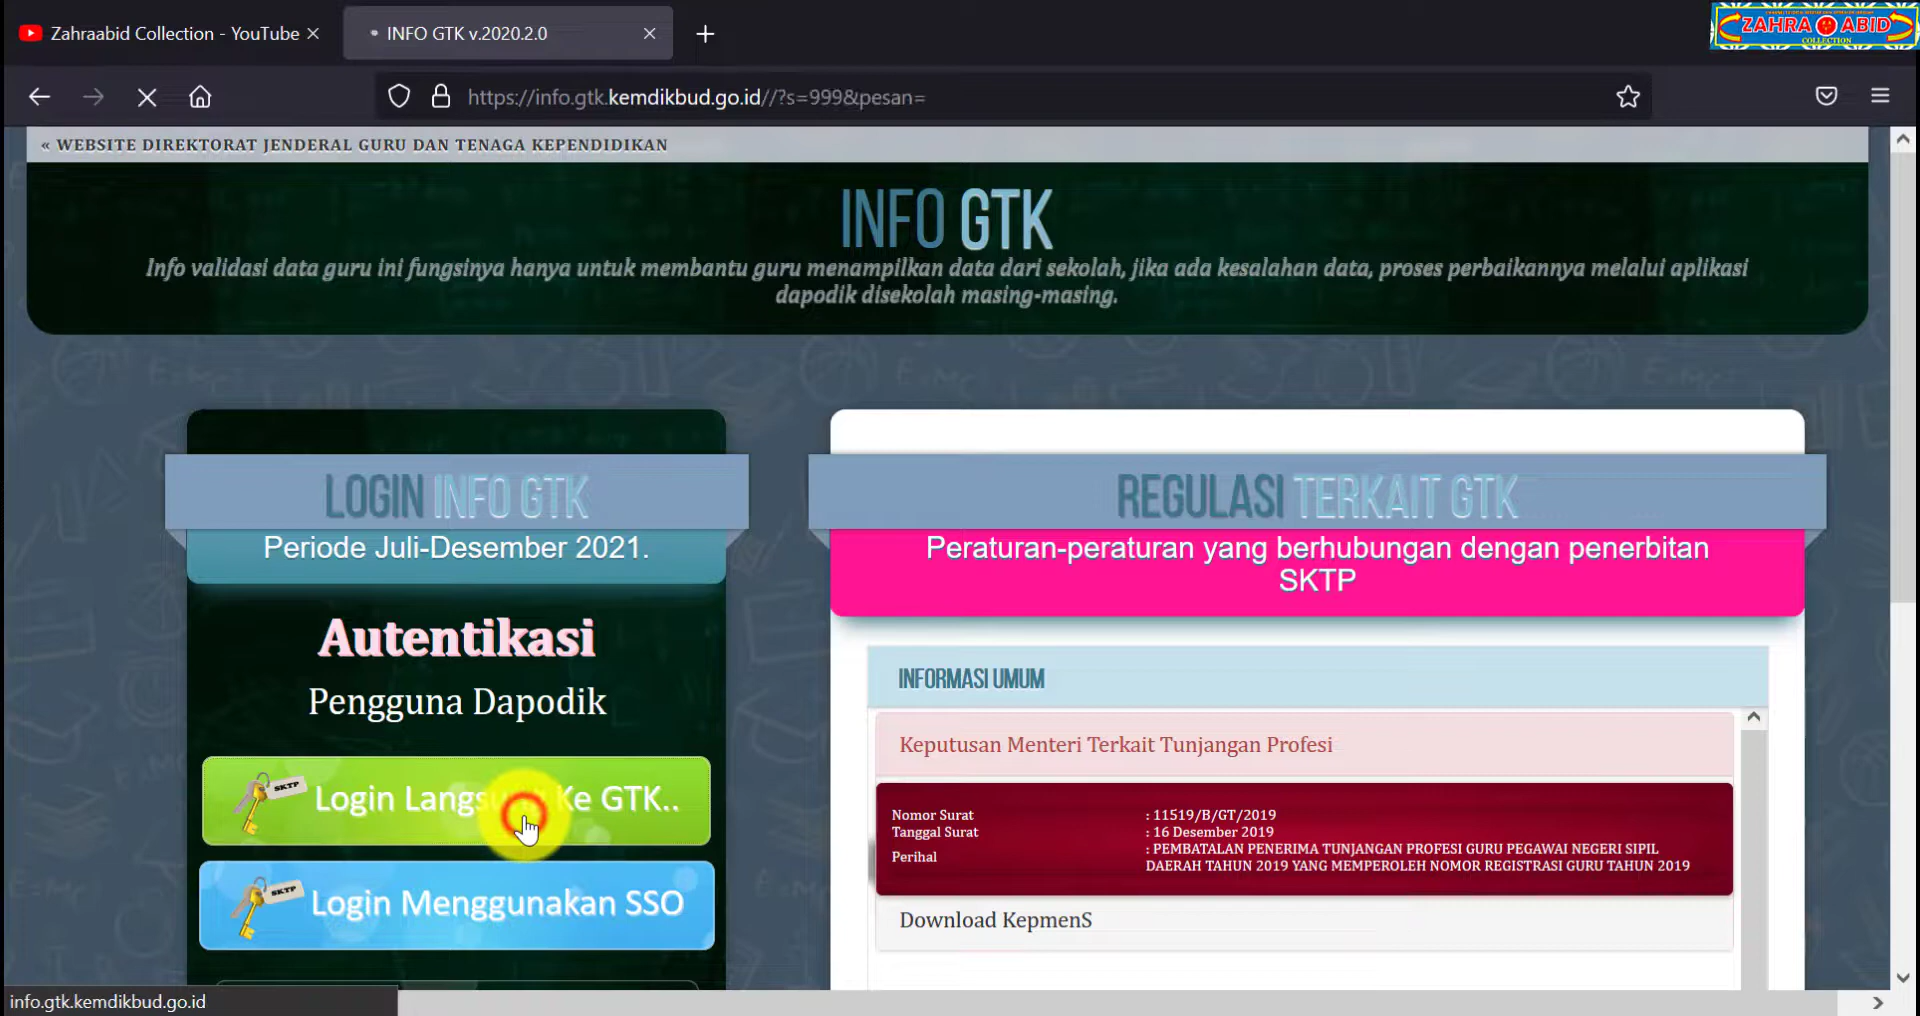 Zahraabid Collection - YouTube
INFO GTK v.2020.2.0
ZAHRA ABID
COLLECTION
https://info.gtk.kemdikbud.go.id//?s=999&pesan=
« WEBSITE DIREKTORAT JENDERAL GURU DAN TENAGA KEPENDIDIKAN
INFO GTK
Info validasi data guru ini fungsinya hanya untuk membantu guru menampilkan data dari sekolah, jika ada kesalahan data, proses perbaikannya melalui aplikasi
dapodik disekolah masing-masing.
LOGIN INFO GTK
Periode Juli-Desember 2021.
Autentikasi
Pengguna Dapodik
SKTP
Login Langsung Ke GTK..
SKTP
Login Menggunakan SSO
REGULASI TERKAIT GTK
Peraturan-peraturan yang berhubungan dengan penerbitan
SKTP
INFORMASI UMUM
Keputusan Menteri Terkait Tunjangan Profesi
Nomor Surat : 11519/B/GT/2019
Tanggal Surat : 16 Desember 2019
Perihal : PEMBATALAN PENERIMA TUNJANGAN PROFESI GURU PEGAWAI NEGERI SIPIL
DAERAH TAHUN 2019 YANG MEMPEROLEH NOMOR REGISTRASI GURU TAHUN 2019
Download KepmenS
info.gtk.kemdikbud.go.id